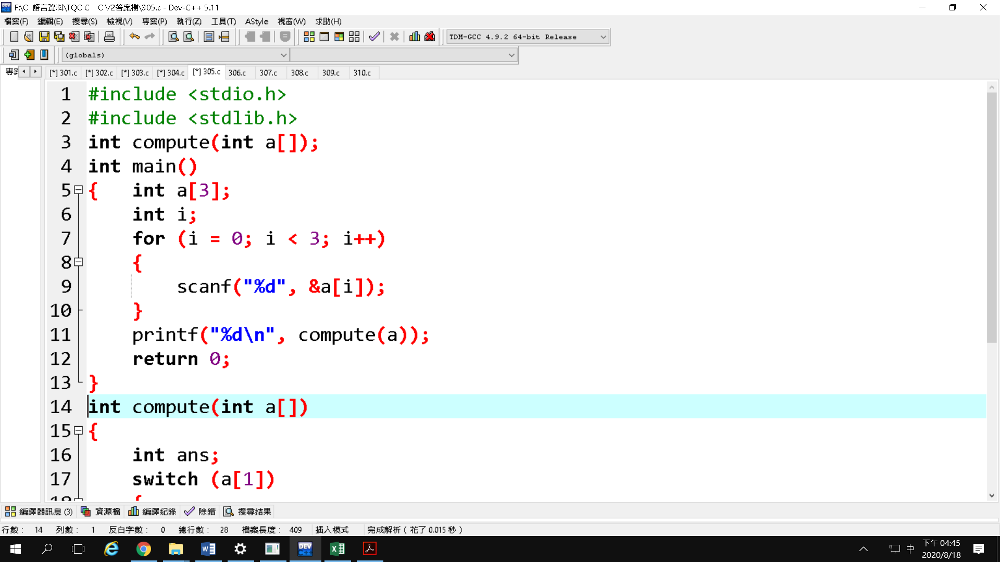 F:\C 語言資料\TQC C C V2答案檔\305.c - Dev-C++ 5.11
檔案(F) 編輯(E) 搜尋(S) 檢視(V) 專案(P) 執行(Z) 工具(T) AStyle 視窗(W) 求助(H)
TDM-GCC 4.9.2 64-bit Release
(globals)
[*] 301.c [*] 302.c [*] 303.c [*] 304.c [*] 305.c 306.c 307.c 308.c 309.c 310.c
1 #include <stdio.h>
2 #include <stdlib.h>
3 int compute(int a[]);
4 int main()
5 { int a[3];
6 int i;
7 for (i = 0; i < 3; i++)
8 {
9 scanf("%d", &a[i]);
10 }
11 printf("%d\n", compute(a));
12 return 0;
13 }
14 int compute(int a[])
15 {
16 int ans;
17 switch (a[1])
18 {
編譯器訊息 (3) 資源檔 編譯紀錄 除錯 搜尋結果
行數： 14 列數： 1 反白字數： 0 總行數： 28 檔案長度： 409 插入模式 完成解析 ( 花了 0.015 秒 )
DEV C++ 中 下午 04:45
2020/8/18